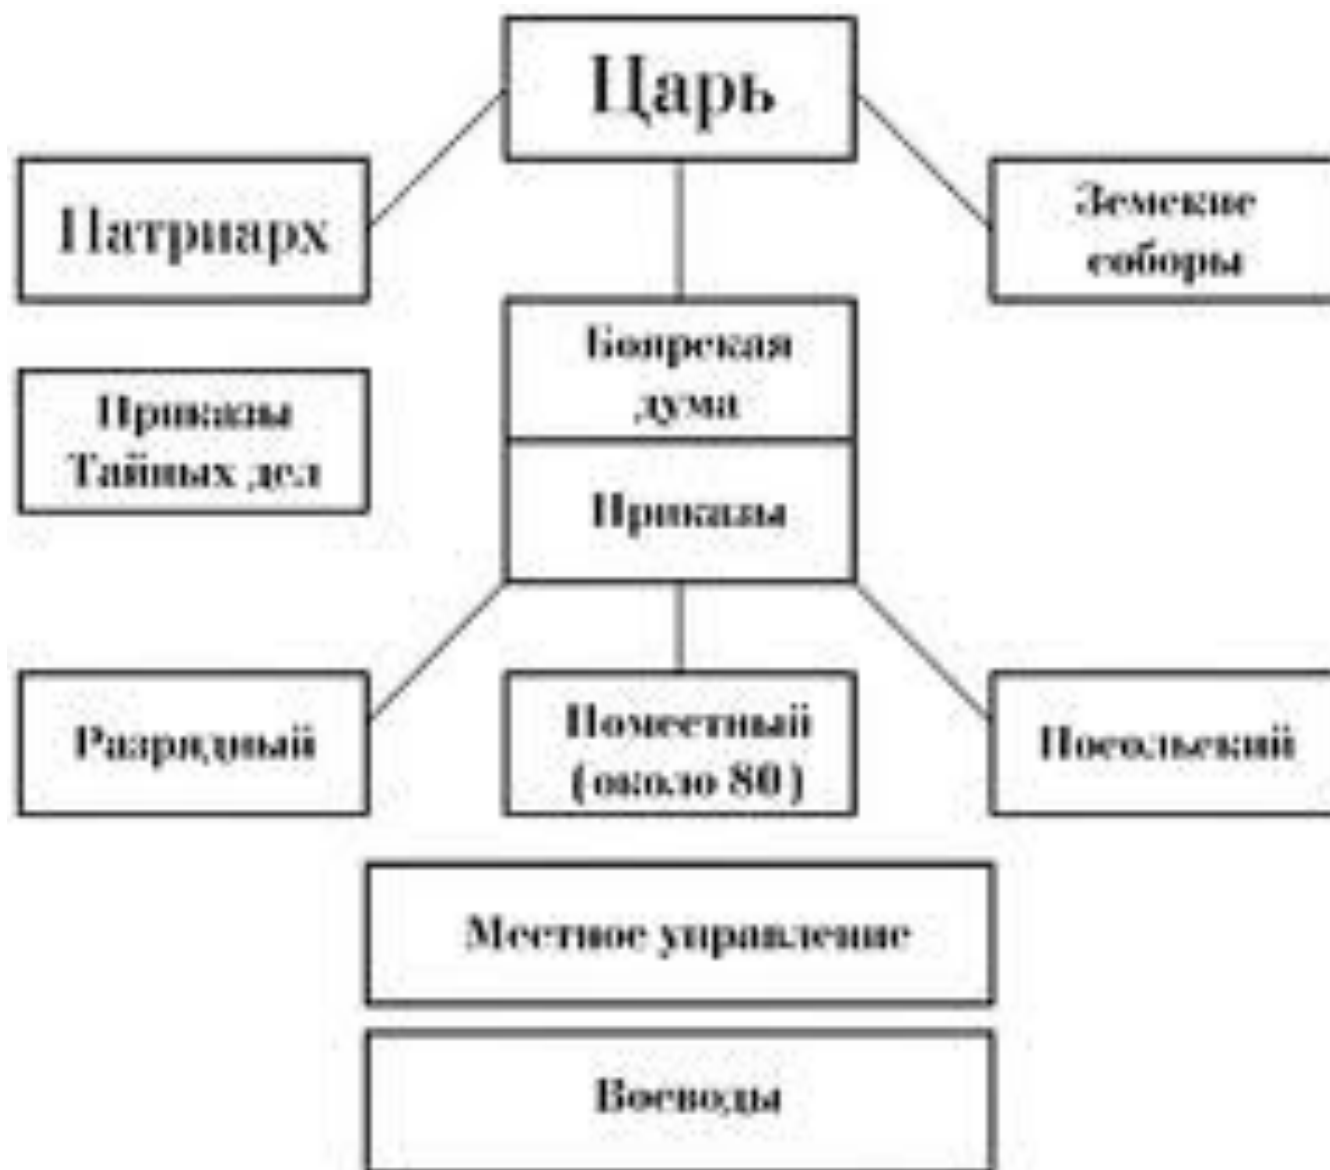 Царь
Патриарх
Земские
соборы
Боярская
дума
Приказы
Тайных дел
Приказы
Разрядный
Поместный
(около 80)
Посольский
Местное управление
Воеводы